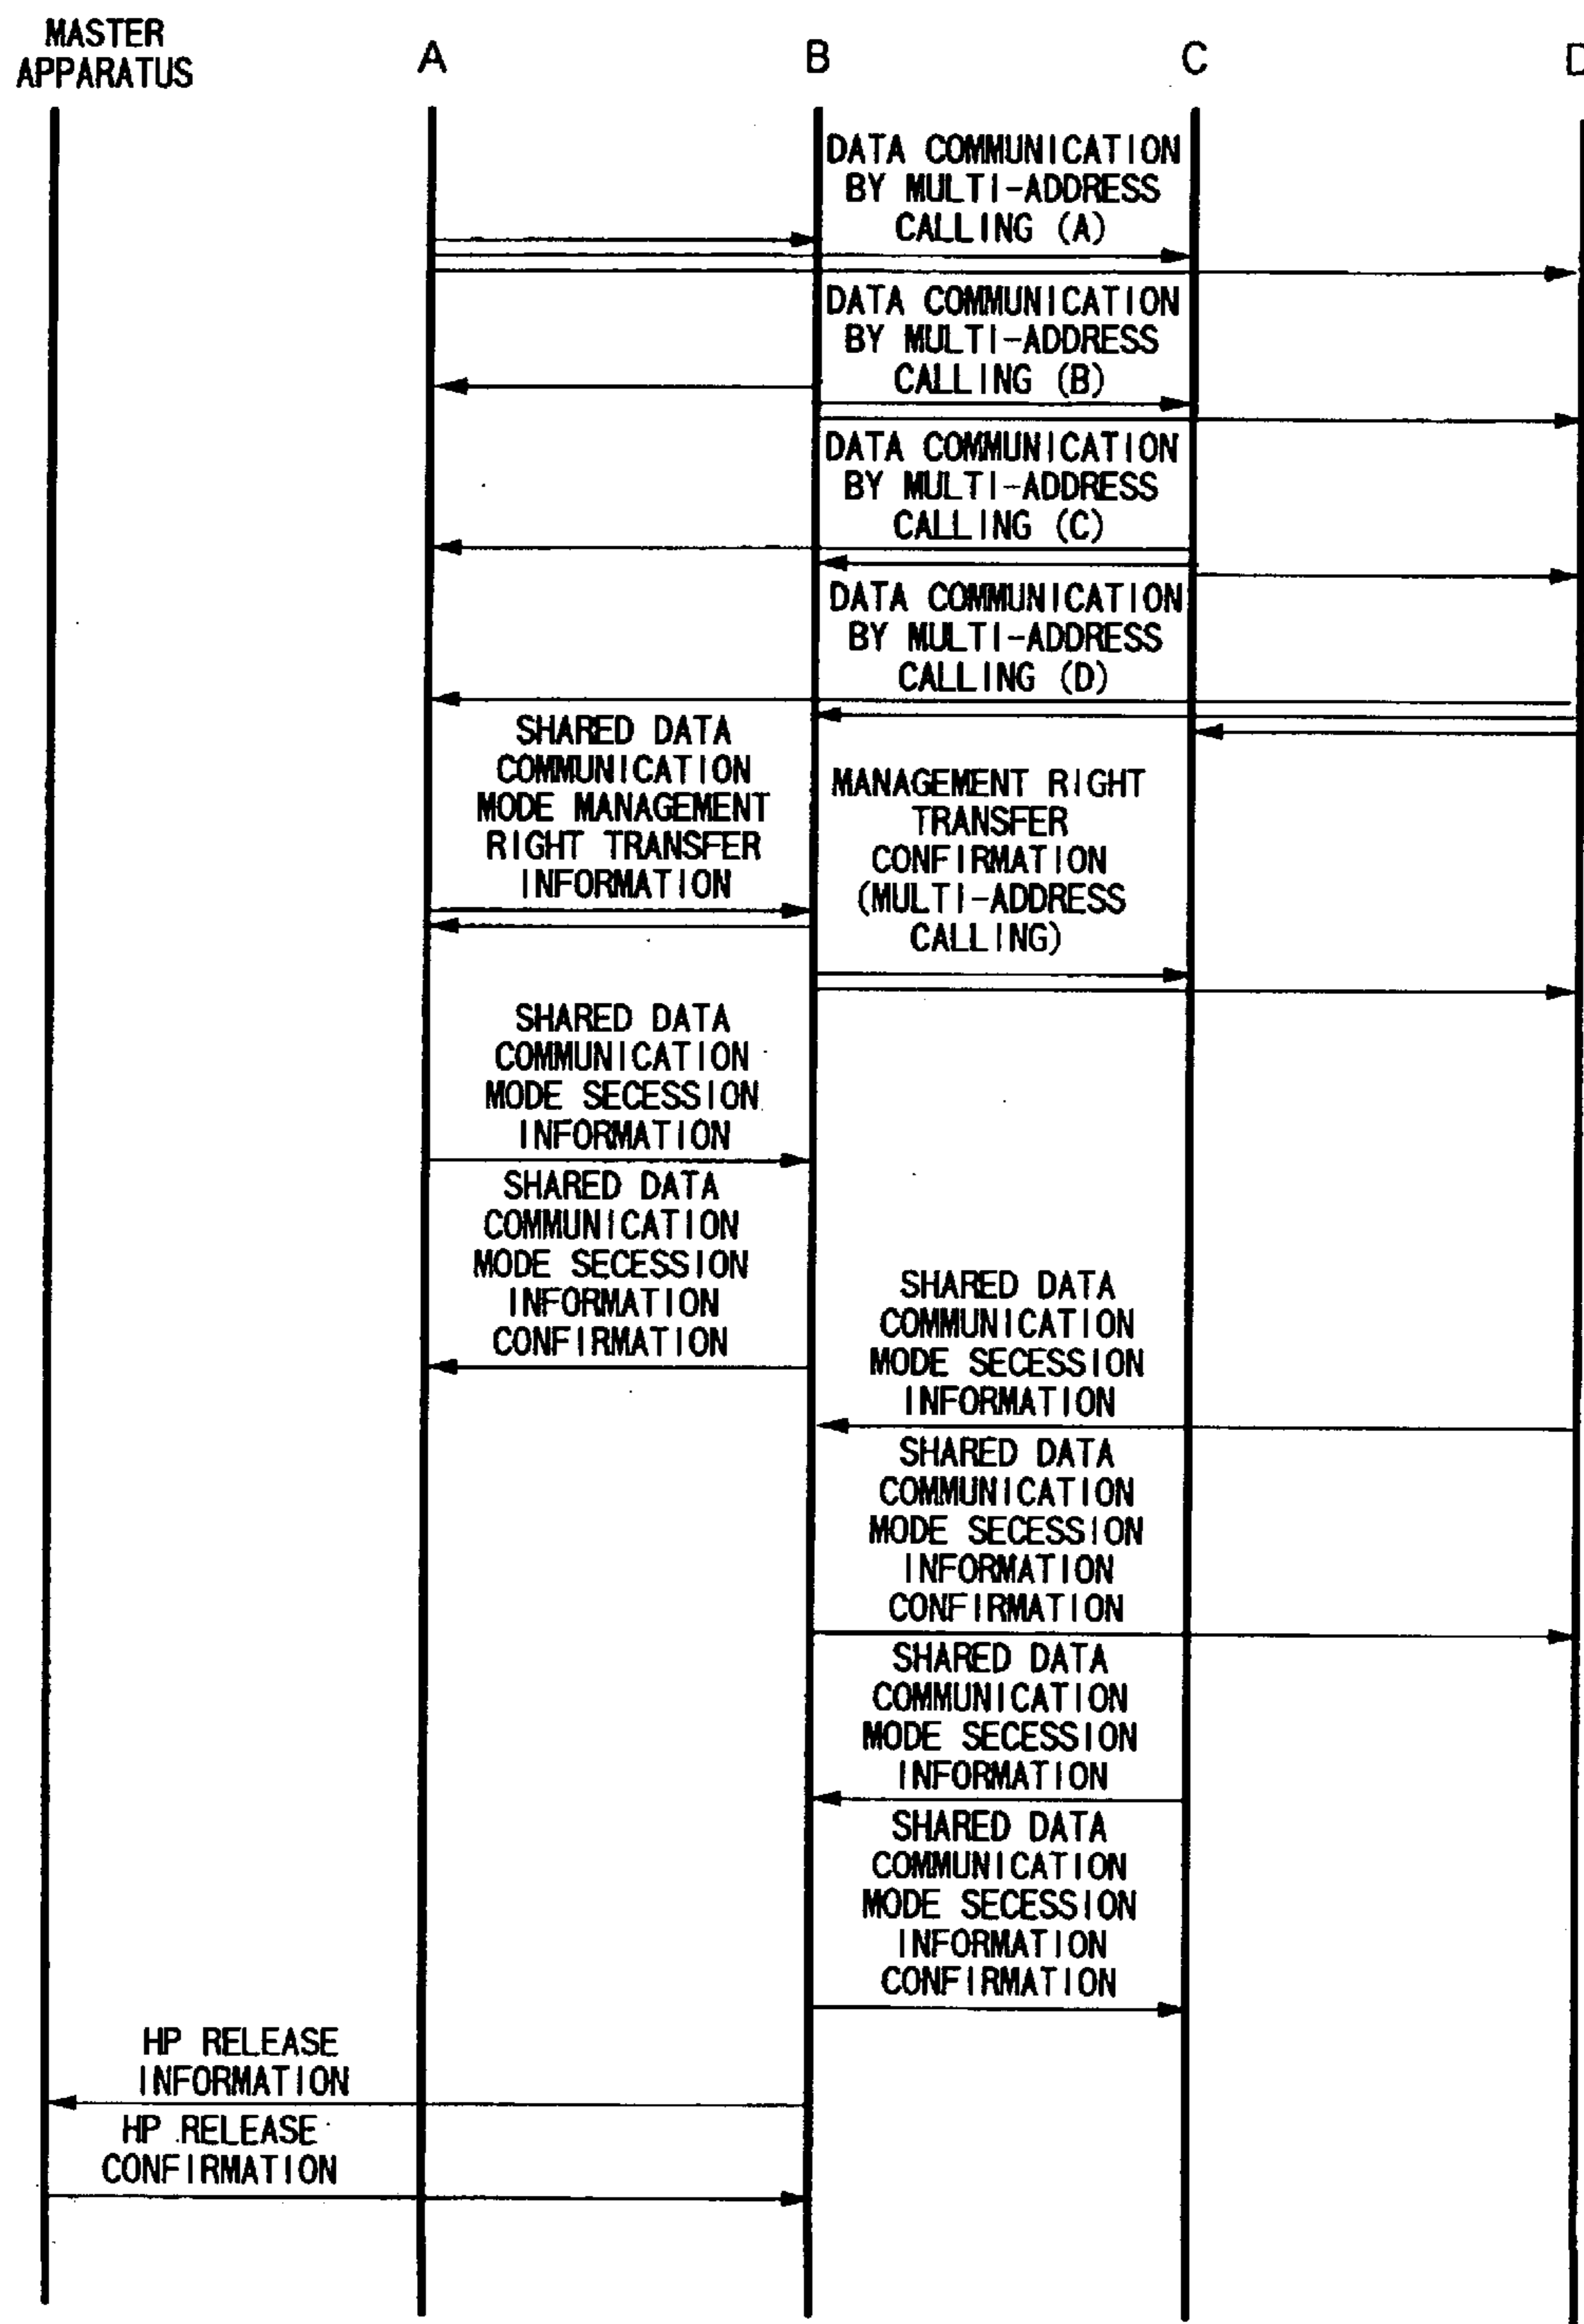 MASTER
APPARATUS
A
B
C
D
DATA COMMUNICATION
BY MULTI-ADDRESS
CALLING (A)
DATA COMMUNICATION
BY MULTI-ADDRESS
CALLING (B)
DATA COMMUNICATION
BY MULTI-ADDRESS
CALLING (C)
DATA COMMUNICATION
BY MULTI-ADDRESS
CALLING (D)
SHARED DATA
COMMUNICATION
MODE MANAGEMENT
RIGHT TRANSFER
INFORMATION
MANAGEMENT RIGHT
TRANSFER
CONFIRMATION
(MULTI-ADDRESS
CALLING)
SHARED DATA
COMMUNICATION
MODE SECESSION
INFORMATION
SHARED DATA
COMMUNICATION
MODE SECESSION
INFORMATION
CONFIRMATION
SHARED DATA
COMMUNICATION
MODE SECESSION
INFORMATION
SHARED DATA
COMMUNICATION
MODE SECESSION
INFORMATION
CONFIRMATION
SHARED DATA
COMMUNICATION
MODE SECESSION
INFORMATION
SHARED DATA
COMMUNICATION
MODE SECESSION
INFORMATION
CONFIRMATION
HP RELEASE
INFORMATION
HP RELEASE
CONFIRMATION